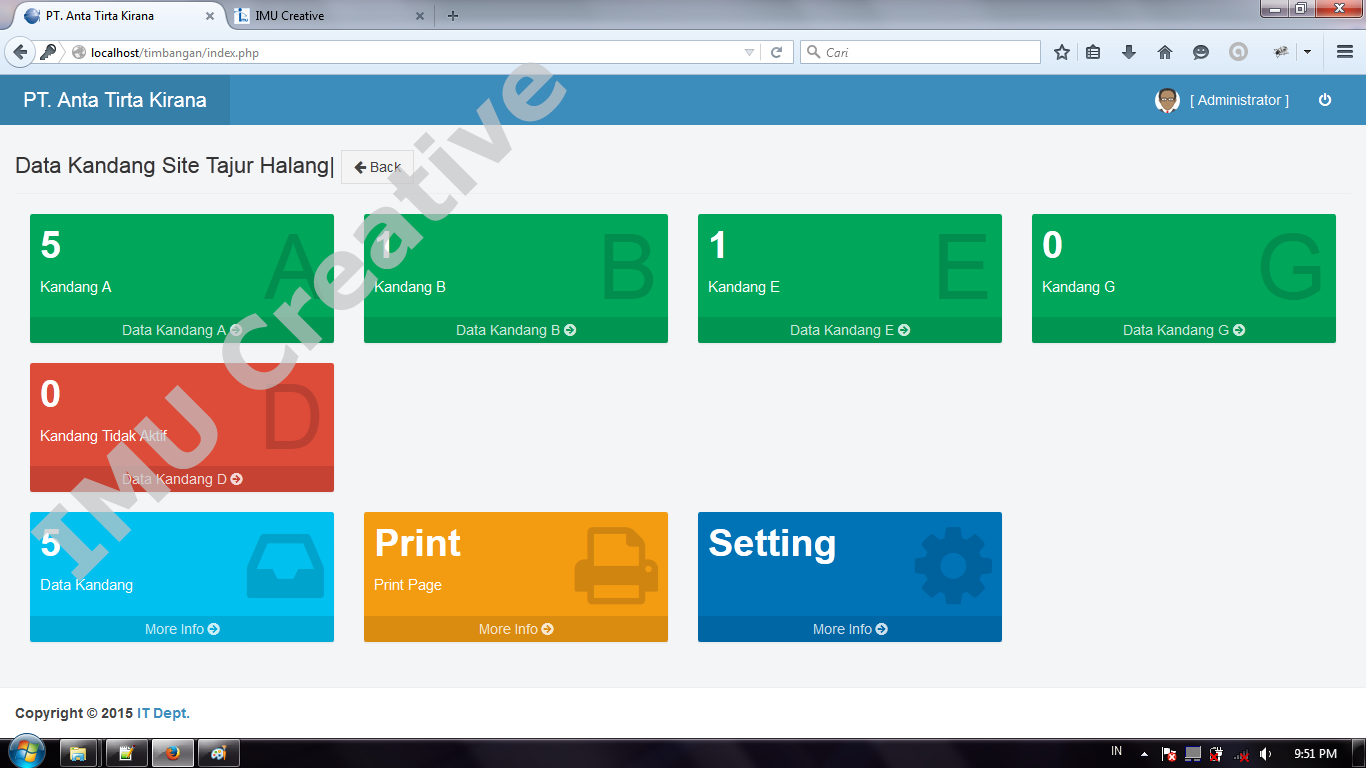 PT. Anta Tirta Kirana
IMU Creative
localhost/timbangan/index.php
Cari
PT. Anta Tirta Kirana
[ Administrator ]
Data Kandang Site Tajur Halang|
Back
5
A
Kandang A
Data Kandang A
1
B
Kandang B
Data Kandang B
1
E
Kandang E
Data Kandang E
0
G
Kandang G
Data Kandang G
0
D
Kandang Tidak Aktif
Data Kandang D
5
Data Kandang
More Info
Print
Print Page
More Info
Setting
More Info
IMU Creative
Copyright © 2015 IT Dept.
IN
9:51 PM